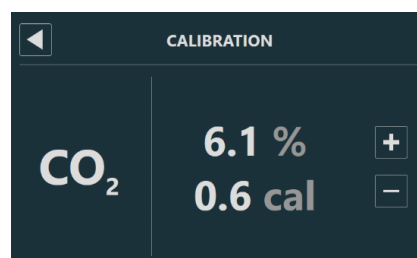 CALIBRATION
CO₂
6.1 %
0.6 cal
+
−